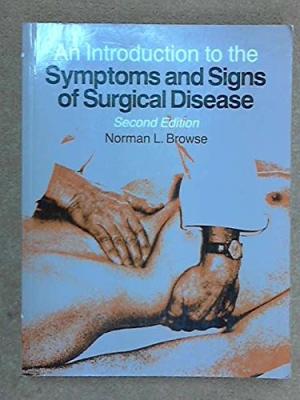 An Introduction to the
Symptoms and Signs
of Surgical Disease
Second Edition
Norman L. Browse